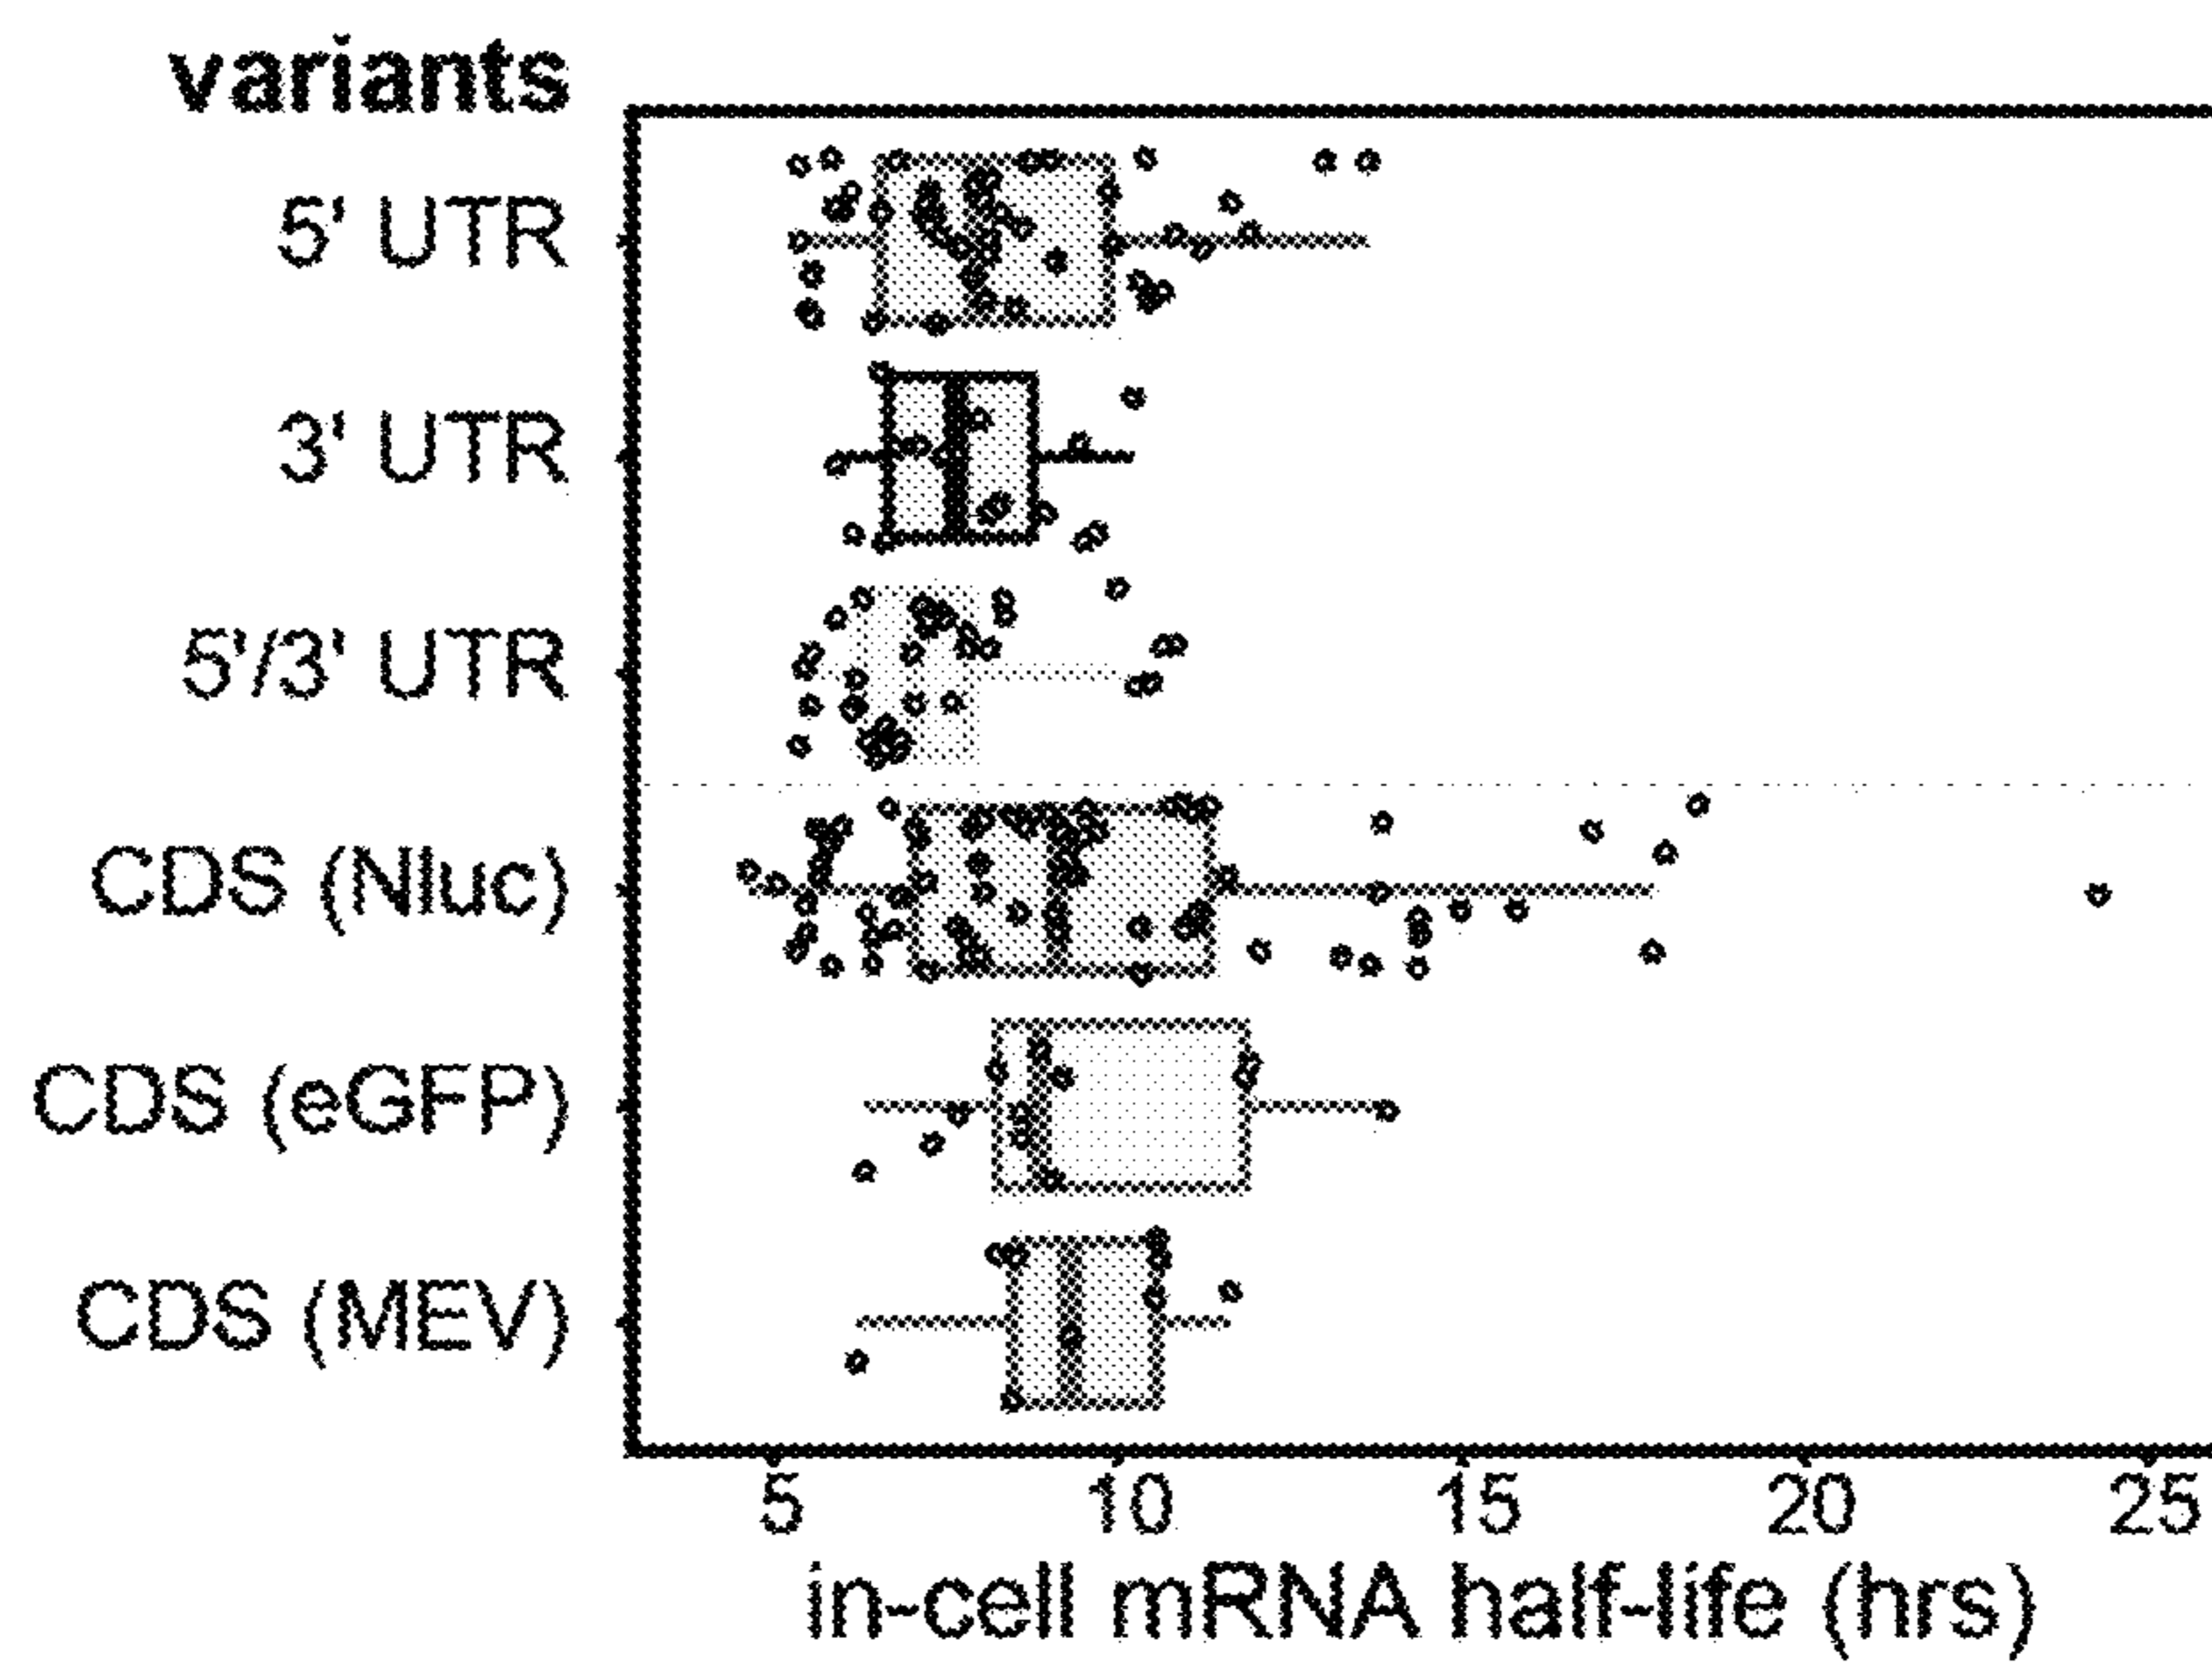 variants
5' UTR
3' UTR
5'/3' UTR
CDS (Nluc)
CDS (eGFP)
CDS (MEV)
5 10 15 20 25
in-cell mRNA half-life (hrs)